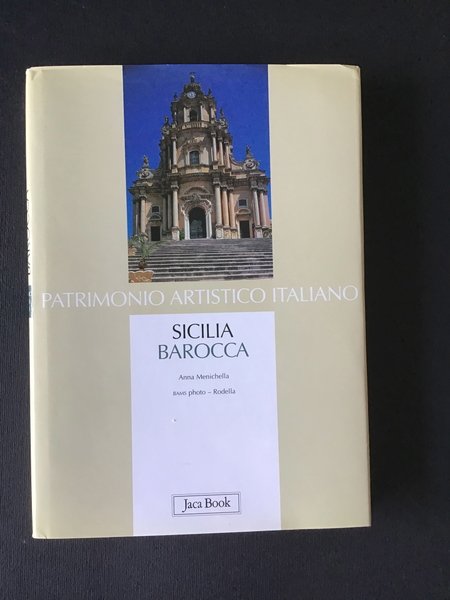 PATRIMONIO ARTISTICO ITALIANO
SICILIA
BAROCCA
Anna Menichella
BAMS photo – Rodella
Jaca Book